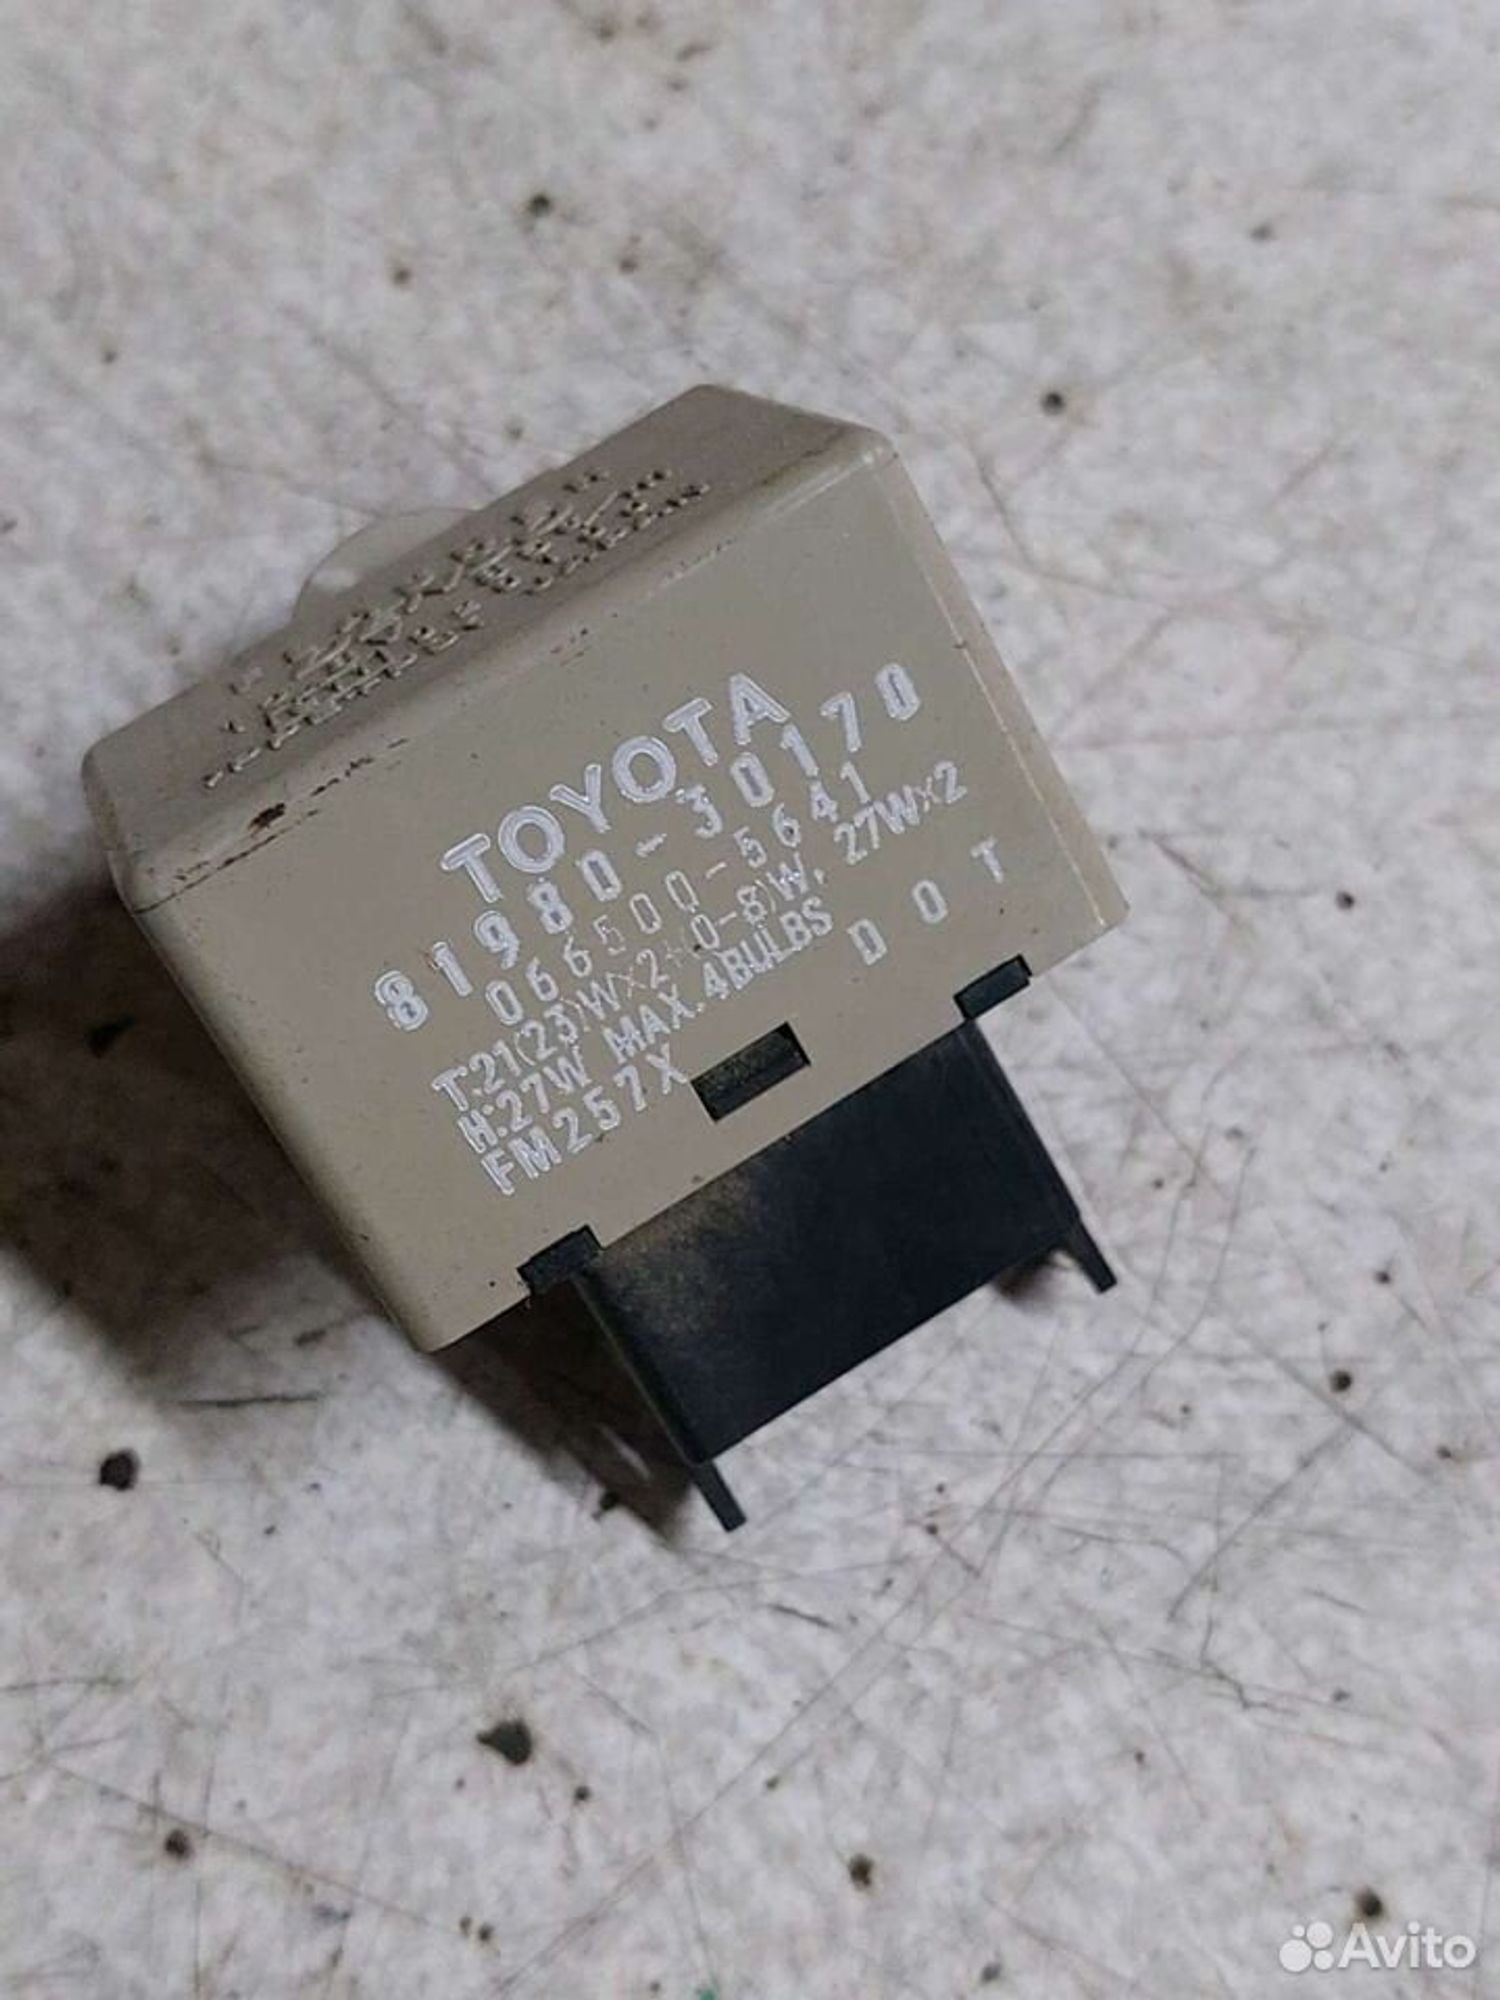 TOYOTA
81980-30170
066500-5641
T:21(23)W×2+(0-8)W, 27W×2
H:27W MAX.4BULBS
FM257X DOT
Avito